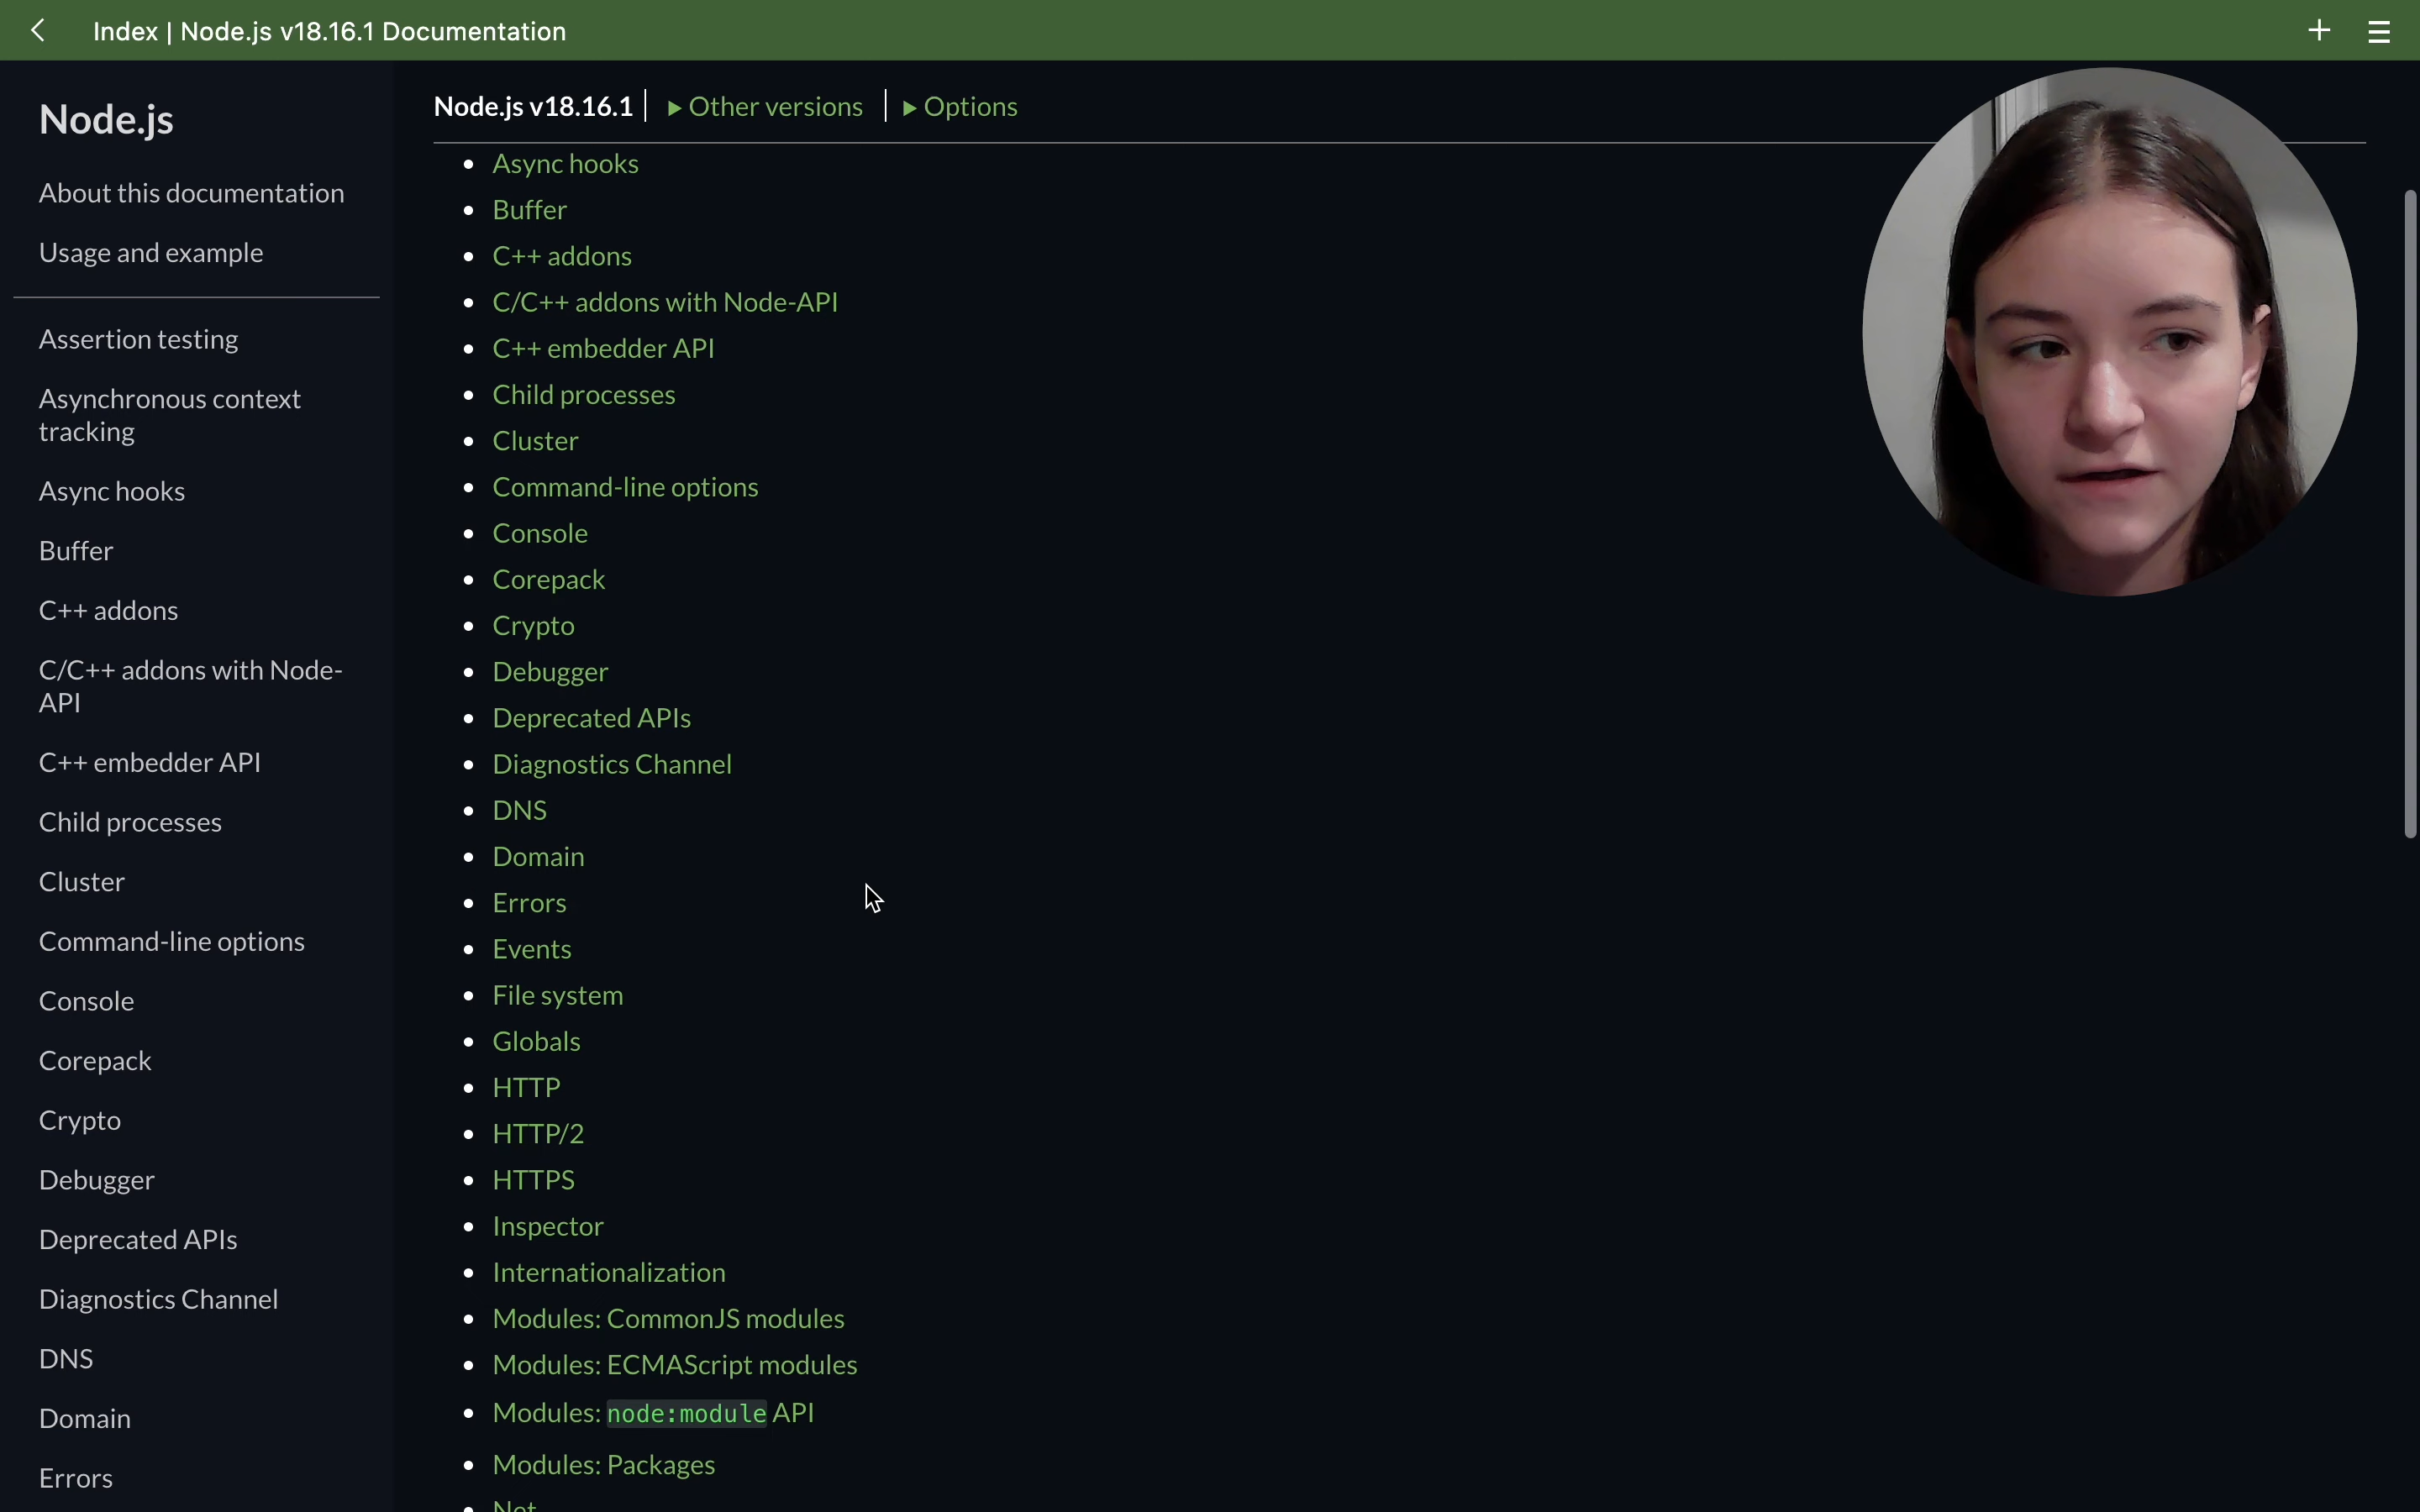 Index | Node.js v18.16.1 Documentation
Node.js
About this documentation
Usage and example
Assertion testing
Asynchronous context
tracking
Async hooks
Buffer
C++ addons
C/C++ addons with Node-
API
C++ embedder API
Child processes
Cluster
Command-line options
Console
Corepack
Crypto
Debugger
Deprecated APIs
Diagnostics Channel
DNS
Domain
Errors
Node.js v18.16.1 | ▶ Other versions | ▶ Options
Async hooks
Buffer
C++ addons
C/C++ addons with Node-API
C++ embedder API
Child processes
Cluster
Command-line options
Console
Corepack
Crypto
Debugger
Deprecated APIs
Diagnostics Channel
DNS
Domain
Errors
Events
File system
Globals
HTTP
HTTP/2
HTTPS
Inspector
Internationalization
Modules: CommonJS modules
Modules: ECMAScript modules
Modules: node:module API
Modules: Packages
Net